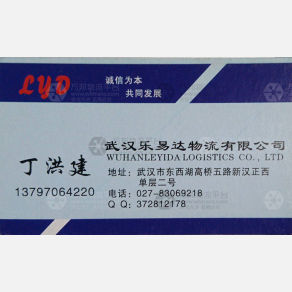 LYD
诚信为本
共同发展
武汉乐易达物流有限公司
WUHANLEYIDA LOGISTICS CO., LTD
丁洪建
13797064220
地址：武汉市东西湖高桥五路新汉正西
单层二号
电话：027-83069218
QQ：372812178